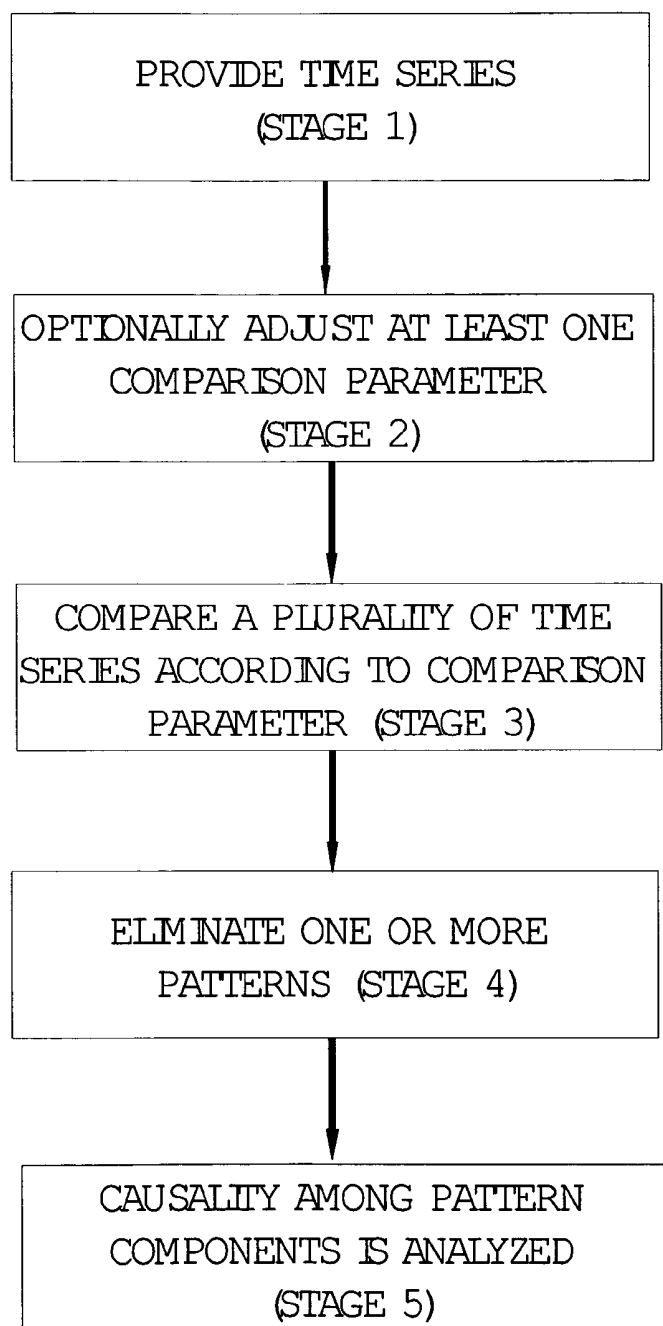 PROVIDE TIME SERIES
(STAGE 1)
OPTIONALLY ADJUST AT LEAST ONE
COMPARISON PARAMETER
(STAGE 2)
COMPARE A PLURALITY OF TIME
SERIES ACCORDING TO COMPARISON
PARAMETER (STAGE 3)
ELIMINATE ONE OR MORE
PATTERNS (STAGE 4)
CAUSALITY AMONG PATTERN
COMPONENTS IS ANALYZED
(STAGE 5)